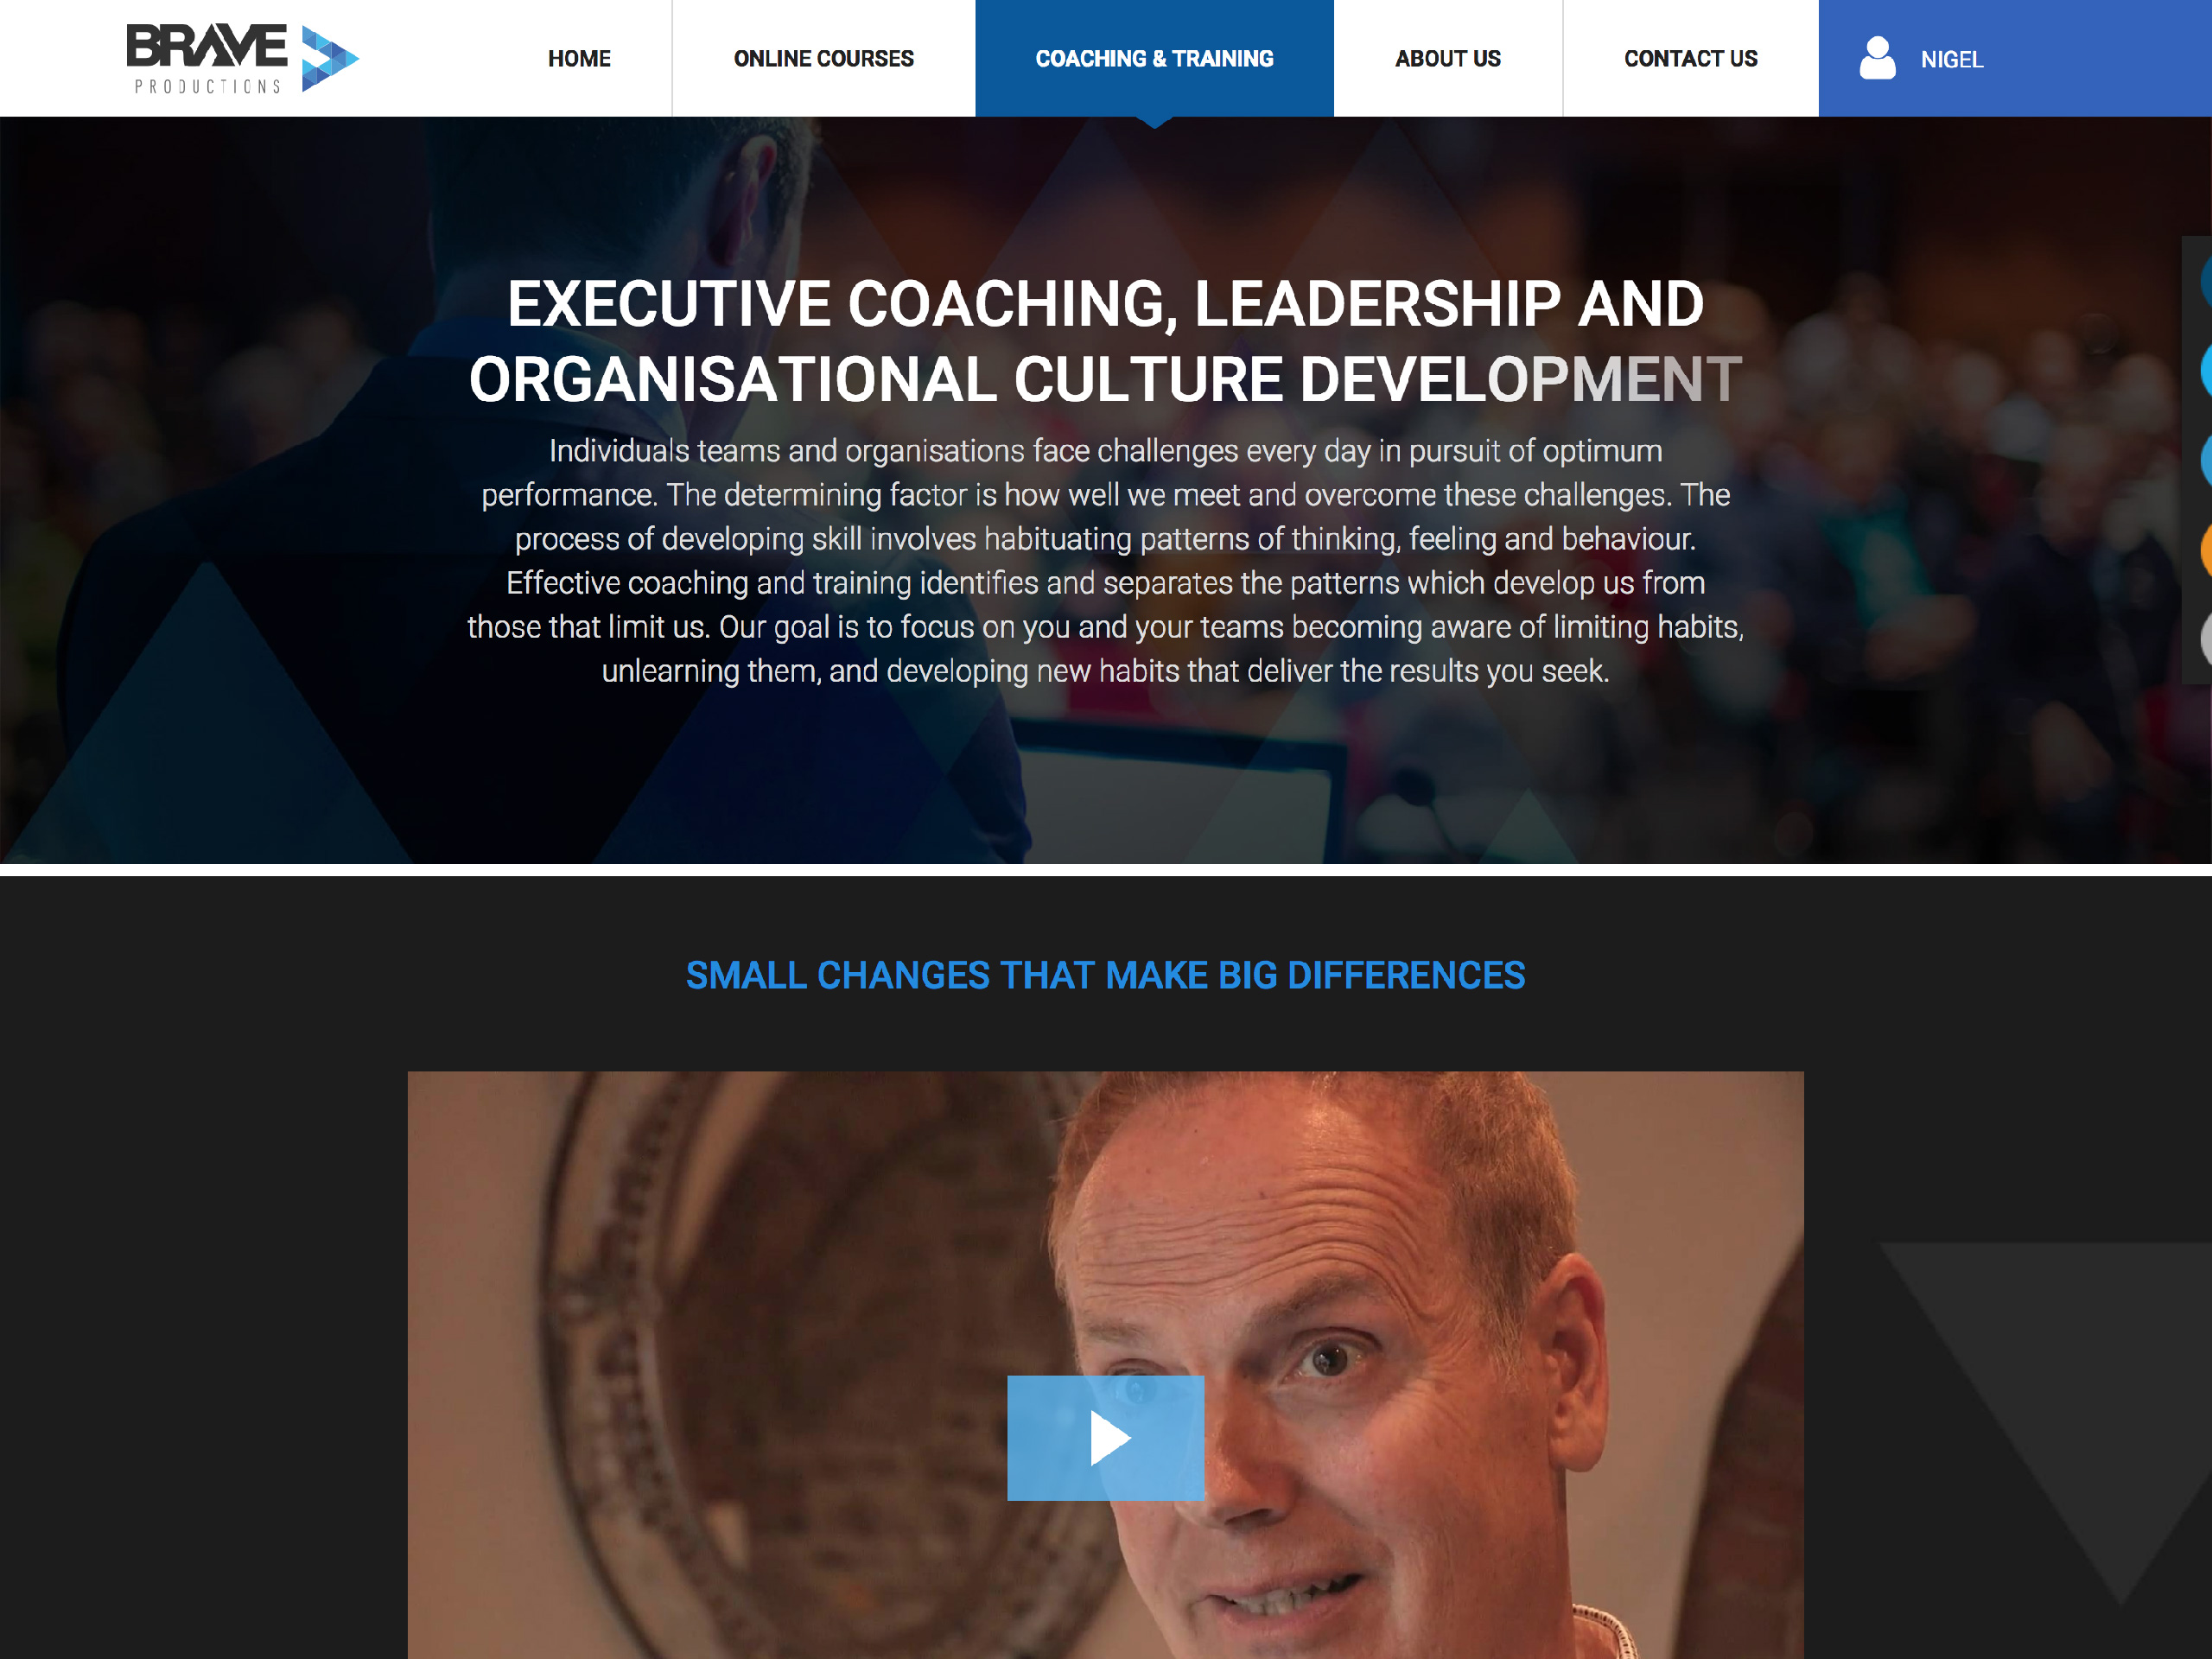 BRAVE
PRODUCTIONS
HOME
ONLINE COURSES
COACHING & TRAINING
ABOUT US
CONTACT US
NIGEL
EXECUTIVE COACHING, LEADERSHIP AND
ORGANISATIONAL CULTURE DEVELOPMENT
Individuals teams and organisations face challenges every day in pursuit of optimum
performance. The determining factor is how well we meet and overcome these challenges. The
process of developing skill involves habituating patterns of thinking, feeling and behaviour.
Effective coaching and training identifies and separates the patterns which develop us from
those that limit us. Our goal is to focus on you and your teams becoming aware of limiting habits,
unlearning them, and developing new habits that deliver the results you seek.
SMALL CHANGES THAT MAKE BIG DIFFERENCES